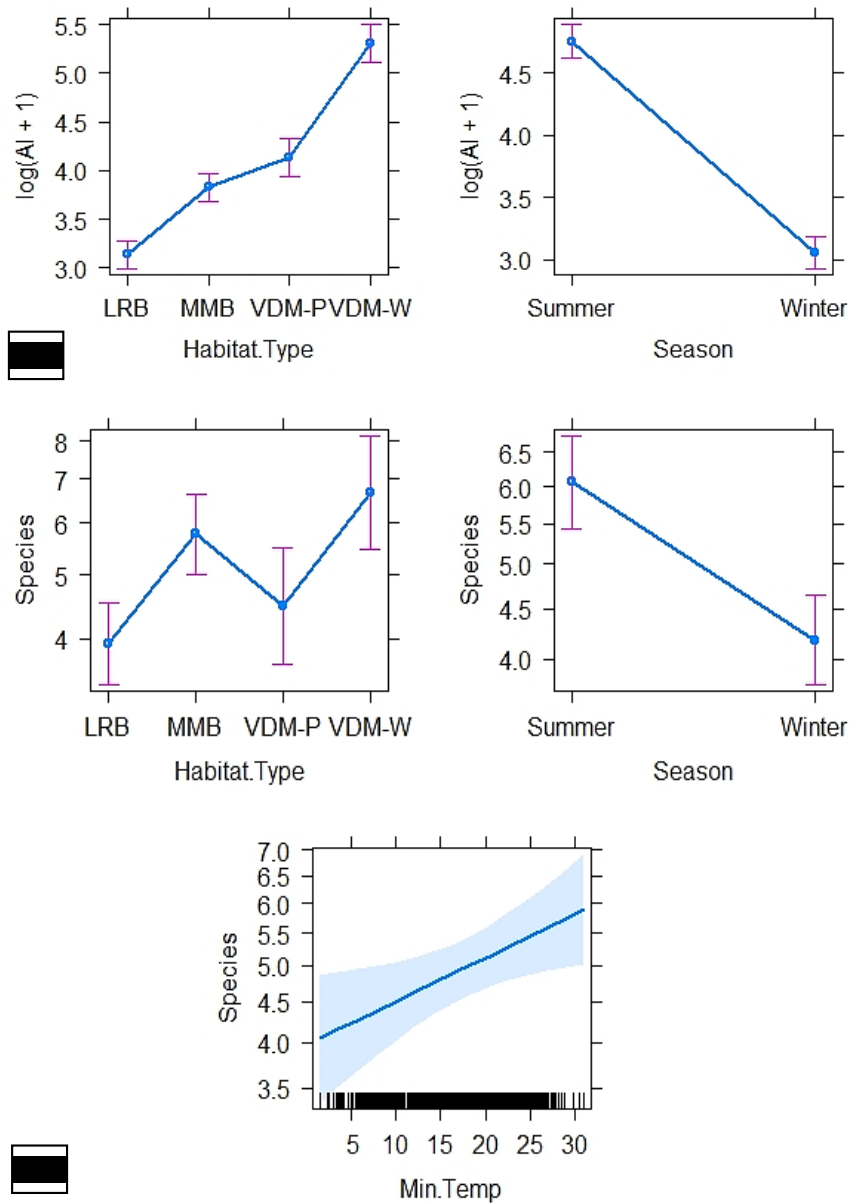 log(AI + 1)
5.5
5.0
4.5
4.0
3.5
3.0
LRB MMB VDM-P VDM-W
Habitat.Type
log(AI + 1)
4.5
4.0
3.5
3.0
Summer Winter
Season
Species
8
7
6
5
4
LRB MMB VDM-P VDM-W
Habitat.Type
Species
6.5
6.0
5.5
5.0
4.5
4.0
Summer Winter
Season
Species
7.0
6.5
6.0
5.5
5.0
4.5
4.0
3.5
5 10 15 20 25 30
Min.Temp